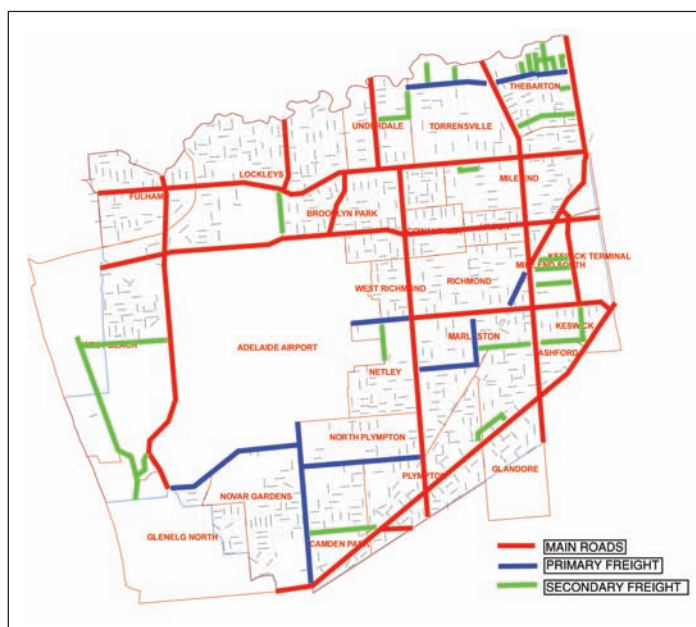 THEBARTON
UNDERDALE
TORRENSVILLE
LOCKLEYS
MILE END
FULHAM
BROOKLYN PARK
KESWICK TERMINAL
MILE END SOUTH
WEST RICHMOND
RICHMOND
KESWICK
MARLESTON
ADELAIDE AIRPORT
ASHFORD
NETLEY
NORTH PLYMPTON
GLANDORE
PLYMPTON
NOVAR GARDENS
GLENELG NORTH
CAMDEN PARK
MAIN ROADS
PRIMARY FREIGHT
SECONDARY FREIGHT